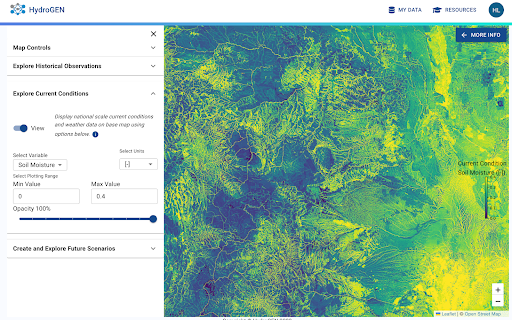 HydroGEN
MY DATA
RESOURCES
HL
MORE INFO
Map Controls
Explore Historical Observations
Explore Current Conditions
View
Display national scale current conditions
and weather data on base map using
options below.
Select Variable
Select Units
Soil Moisture
[-]
Select Plotting Range
Min Value
Max Value
0
0.4
Opacity 100%
Create and Explore Future Scenarios
Current Condition
Soil Moisture
+
−
Leaflet | © Open Street Map